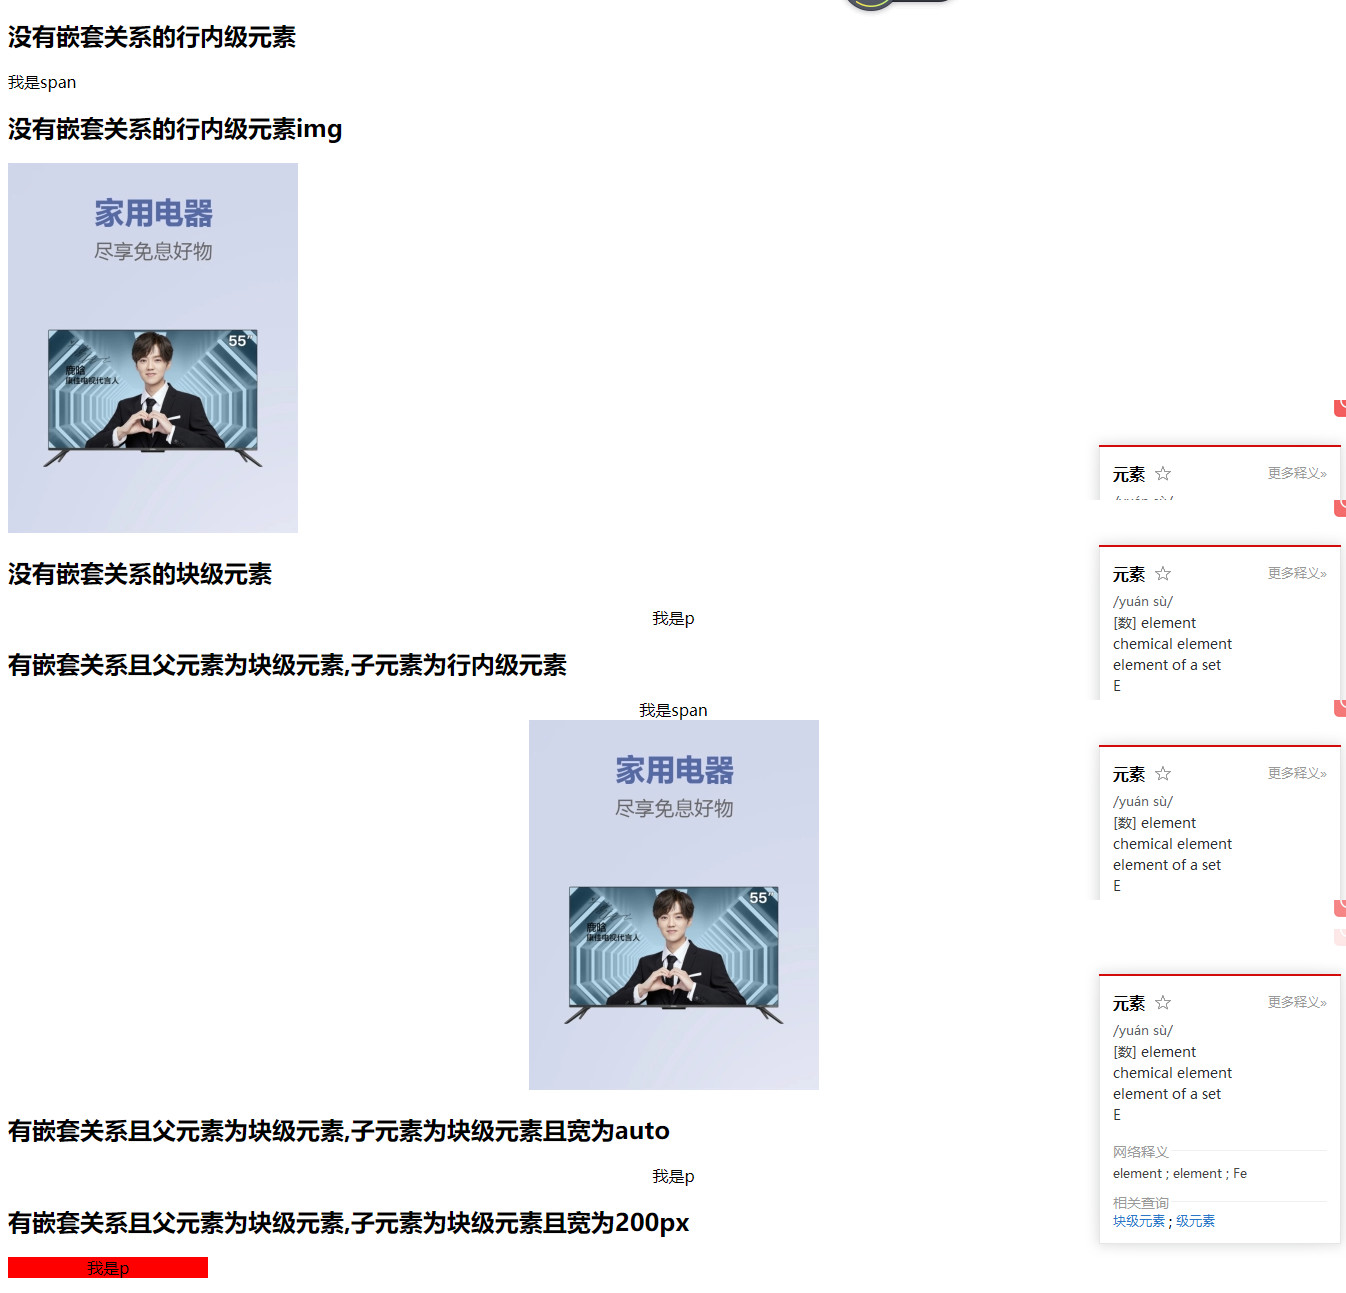 没有嵌套关系的行内级元素
我是span
没有嵌套关系的行内级元素img
家用电器
尽享免息好物
55"
鹿晗
康佳电视代言人
元素 ☆ 更多释义»
没有嵌套关系的块级元素
元素 ☆ 更多释义»
/yuán sù/
[数] element
chemical element
element of a set
E
我是p
有嵌套关系且父元素为块级元素,子元素为行内级元素
我是span
家用电器
尽享免息好物
55"
鹿晗
康佳电视代言人
元素 ☆ 更多释义»
/yuán sù/
[数] element
chemical element
element of a set
E
元素 ☆ 更多释义»
/yuán sù/
[数] element
chemical element
element of a set
E
网络释义
element ; element ; Fe
相关查询
块级元素 ; 级元素
有嵌套关系且父元素为块级元素,子元素为块级元素且宽为auto
我是p
有嵌套关系且父元素为块级元素,子元素为块级元素且宽为200px
我是p